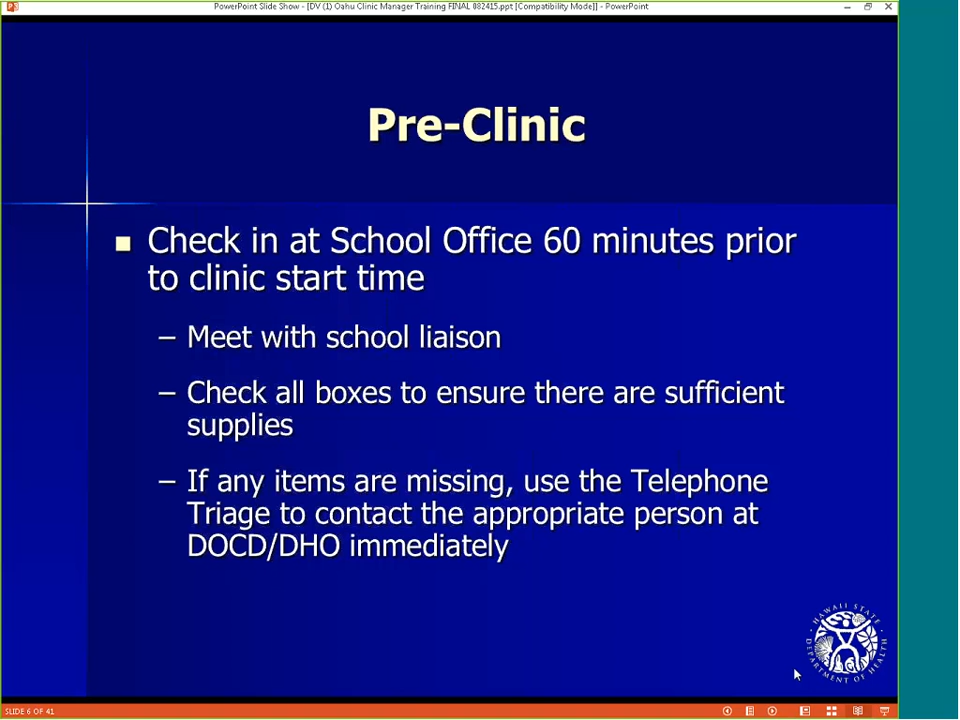 PowerPoint Slide Show - [DV (1) Oahu Clinic Manager Training FINAL 082415.ppt [Compatibility Mode]] - PowerPoint
Pre-Clinic
Check in at School Office 60 minutes prior
to clinic start time
– Meet with school liaison
– Check all boxes to ensure there are sufficient
supplies
– If any items are missing, use the Telephone
Triage to contact the appropriate person at
DOCD/DHO immediately
HAWAII STATE
DEPARTMENT OF HEALTH
SLIDE 6 OF 41